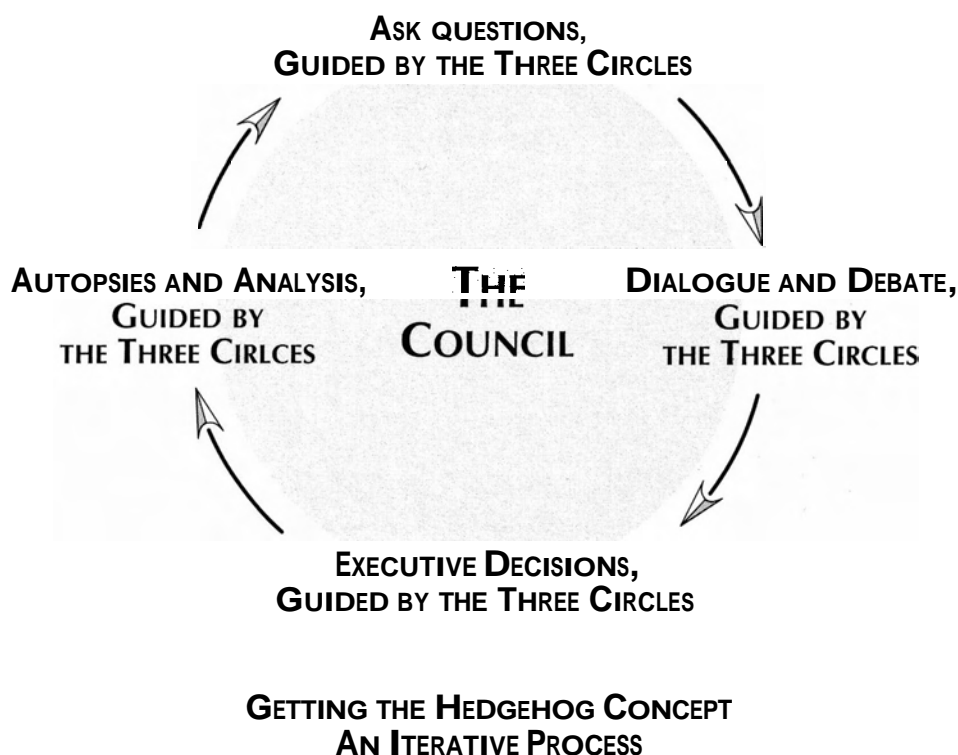 ASK QUESTIONS,
GUIDED BY THE THREE CIRCLES
AUTOPSIES AND ANALYSIS,
GUIDED BY
THE THREE CIRLCES
THE
COUNCIL
DIALOGUE AND DEBATE,
GUIDED BY
THE THREE CIRCLES
EXECUTIVE DECISIONS,
GUIDED BY THE THREE CIRCLES
GETTING THE HEDGEHOG CONCEPT
AN ITERATIVE PROCESS